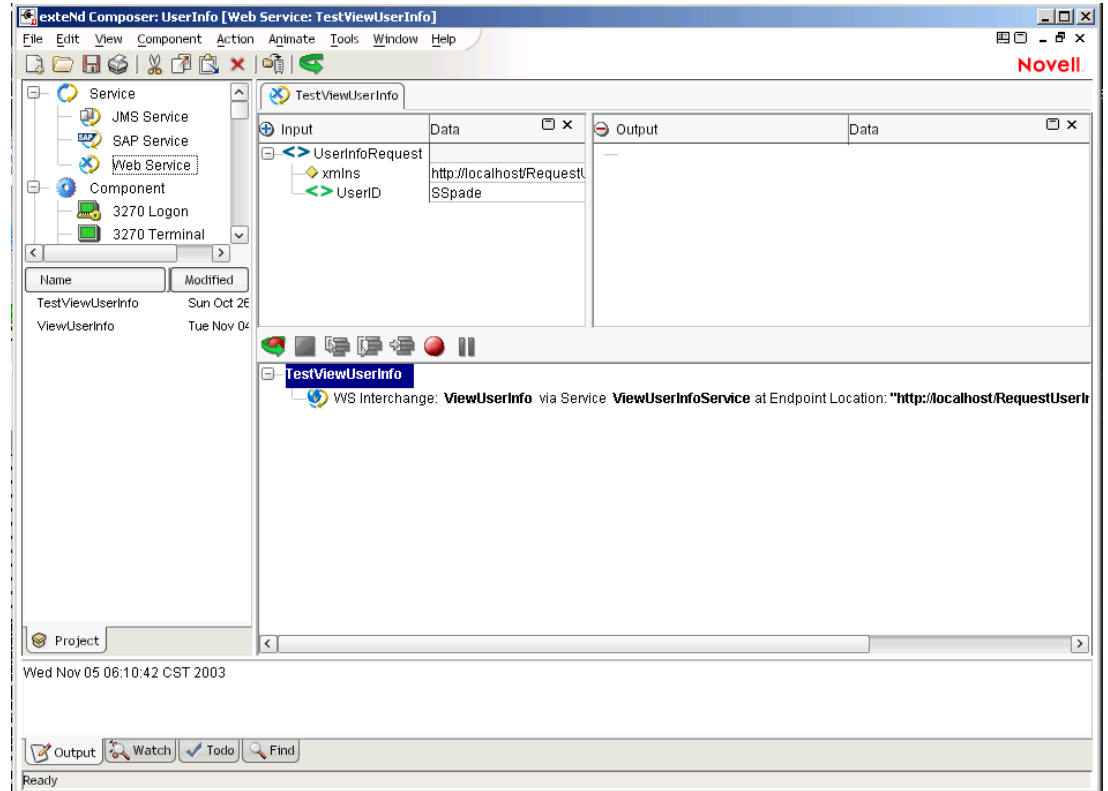 exteNd Composer: UserInfo [Web Service: TestViewUserInfo]
File Edit View Component Action Animate Tools Window Help
Novell
Service
JMS Service
SAP
SAP Service
Web Service
Component
3270 Logon
3270 Terminal
Name Modified
TestViewUserInfo Sun Oct 26
ViewUserInfo Tue Nov 04
Project
TestViewUserInfo
Input Data
UserInfoRequest
xmlns http://localhost/RequestU
UserID SSpade
Output Data
TestViewUserInfo
WS Interchange: ViewUserInfo via Service ViewUserInfoService at Endpoint Location: "http://localhost/RequestUserIn
Wed Nov 05 06:10:42 CST 2003
Output Watch Todo Find
Ready